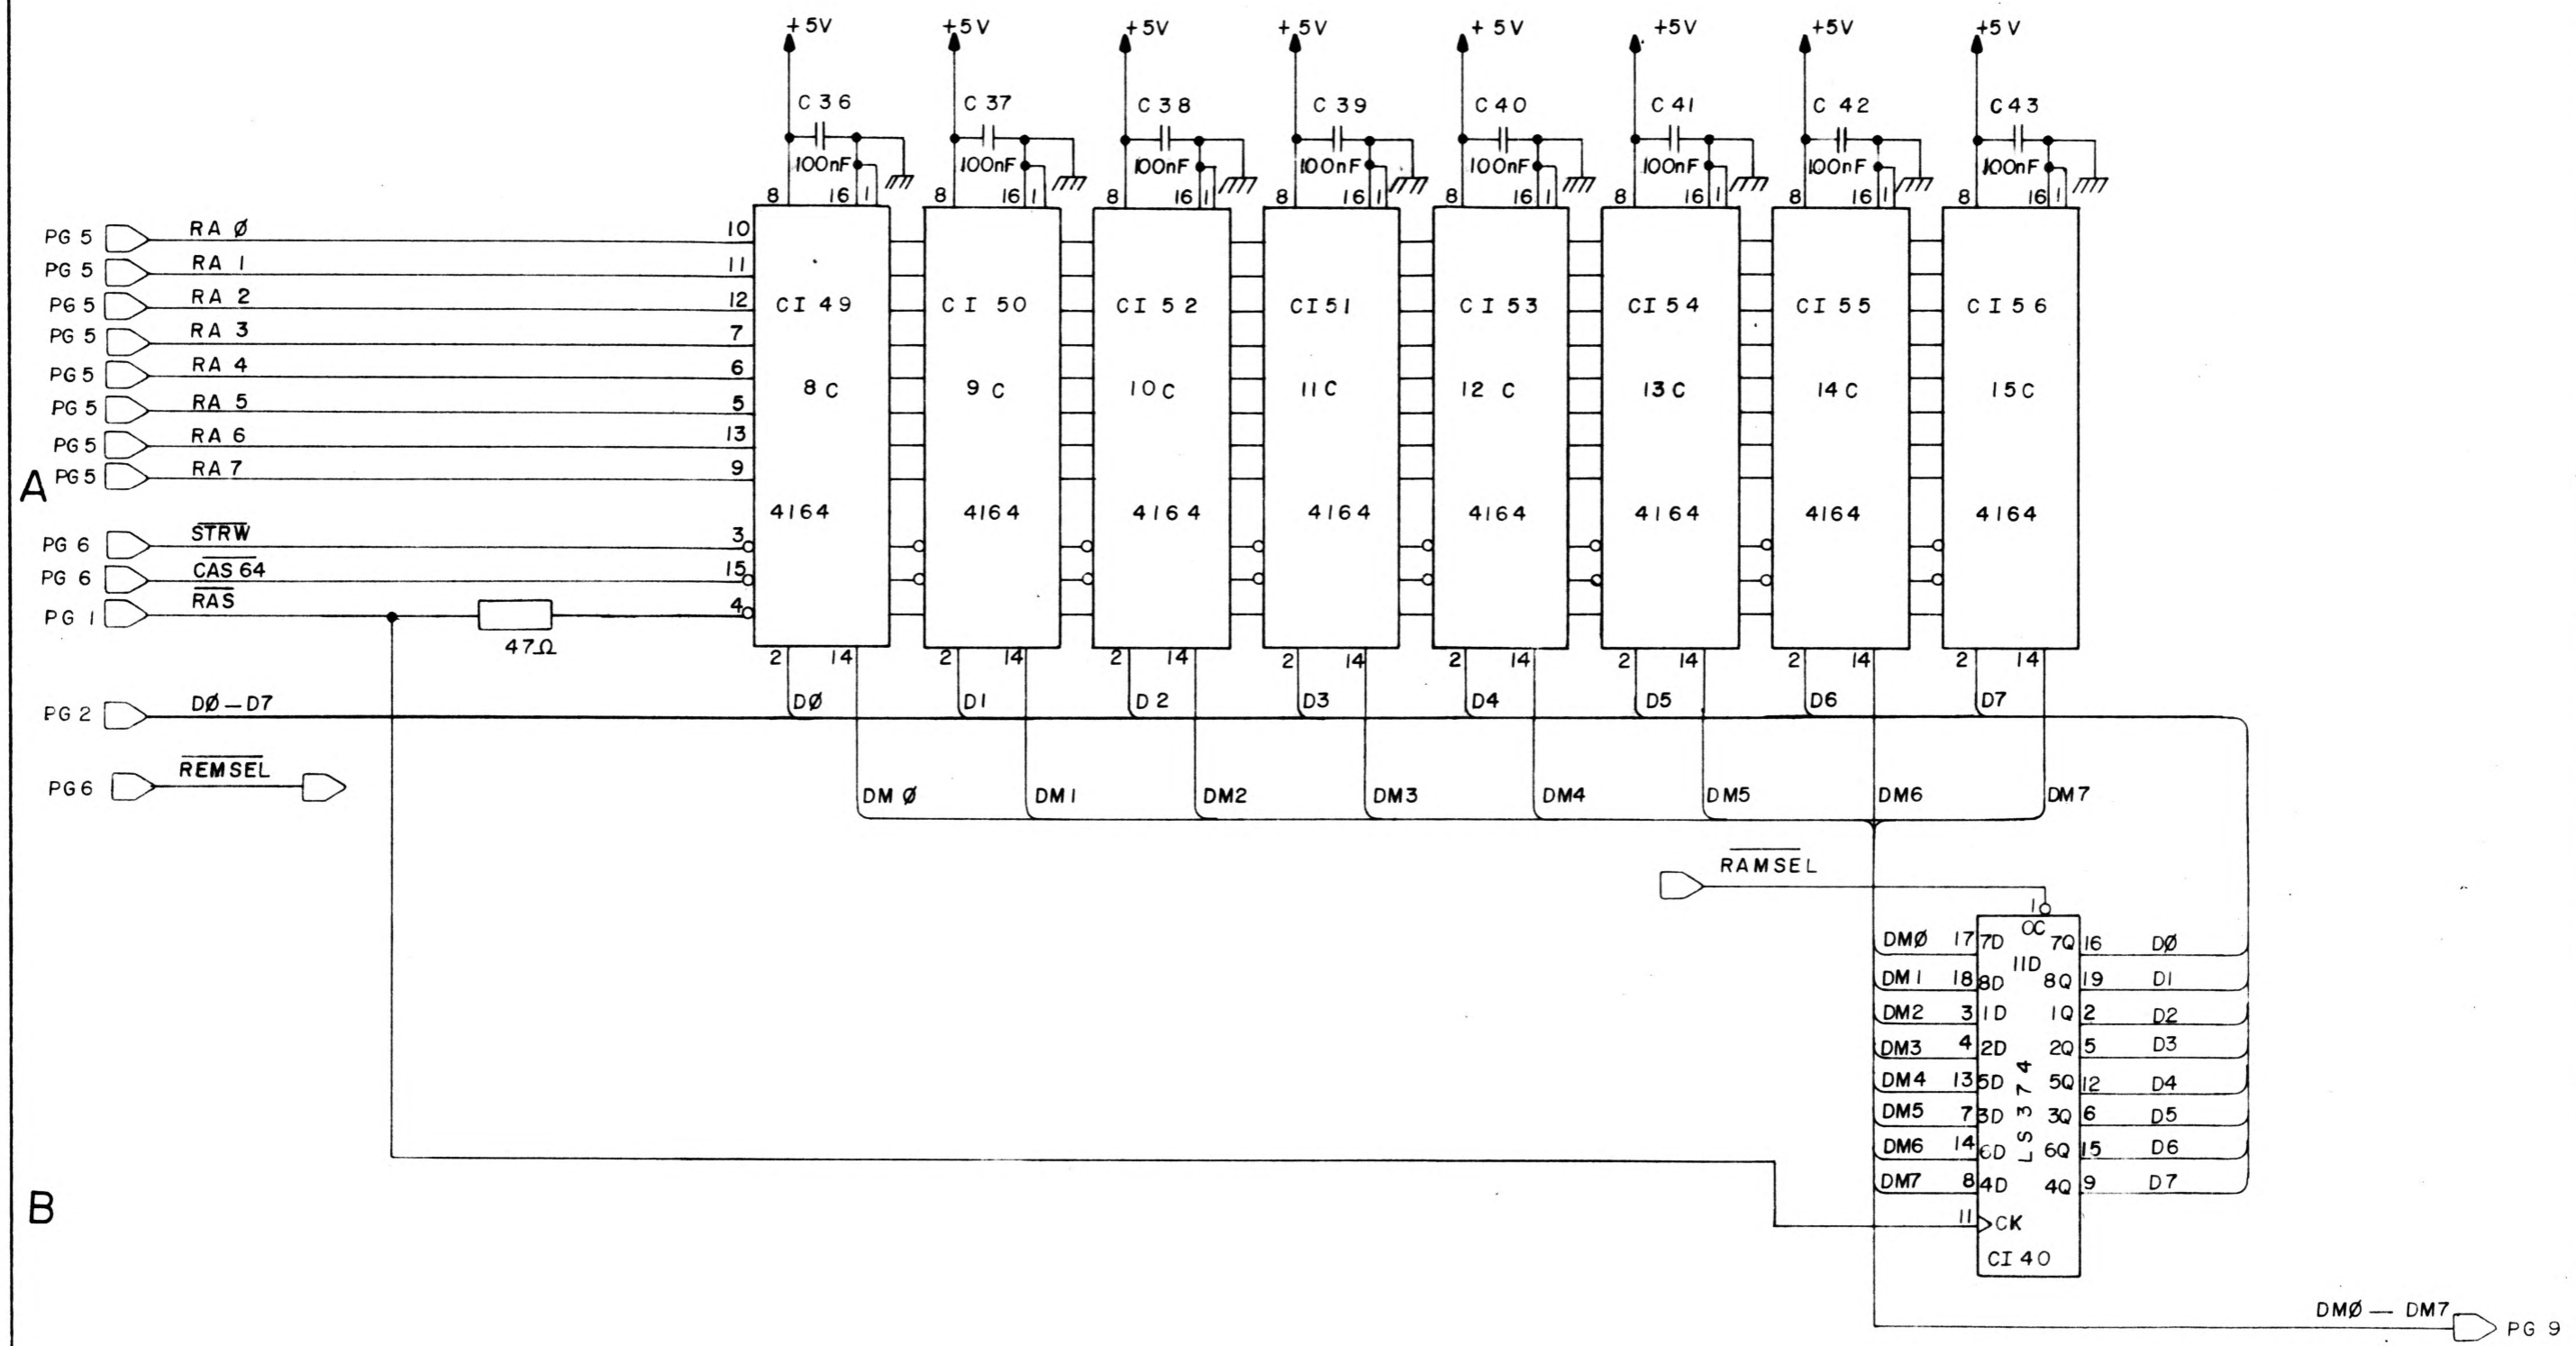 +5V +5V +5V +5V +5V +5V +5V +5V
C 36 C 37 C 38 C 39 C 40 C 41 C 42 C 43
100nF 100nF 100nF 100nF 100nF 100nF 100nF 100nF
8 16 1 8 16 1 8 16 1 8 16 1 8 16 1 8 16 1 8 16 1 8 16 1
PG 5 RA Ø 10
PG 5 RA 1 11
PG 5 RA 2 12
CI 49 CI 50 CI 52 CI 51 CI 53 CI 54 CI 55 CI 56
PG 5 RA 3 7
PG 5 RA 4 6
8 C 9 C 10C 11C 12 C 13C 14C 15C
PG 5 RA 5 5
PG 5 RA 6 13
PG 5 RA 7 9
A
4164 4164 4164 4164 4164 4164 4164 4164
PG 6 STRW 3
PG 6 CAS 64 15
PG 1 RAS 4
47Ω
2 14 2 14 2 14 2 14 2 14 2 14 2 14 2 14
PG 2 DØ—D7 DØ D1 D2 D3 D4 D5 D6 D7
PG6 REMSEL
DM Ø DM1 DM2 DM3 DM4 DM5 DM6 DM7
RAMSEL
1
OC
DMØ 17 7D 7Q 16 DØ
11D
DM1 18 8D 8Q 19 D1
DM2 3 1D 1Q 2 D2
DM3 4 2D 2Q 5 D3
DM4 13 5D 5Q 12 D4
LS374
DM5 7 3D 3Q 6 D5
DM6 14 6D 6Q 15 D6
DM7 8 4D 4Q 9 D7
B
11 CK
CI 40
DMØ — DM7 PG 9